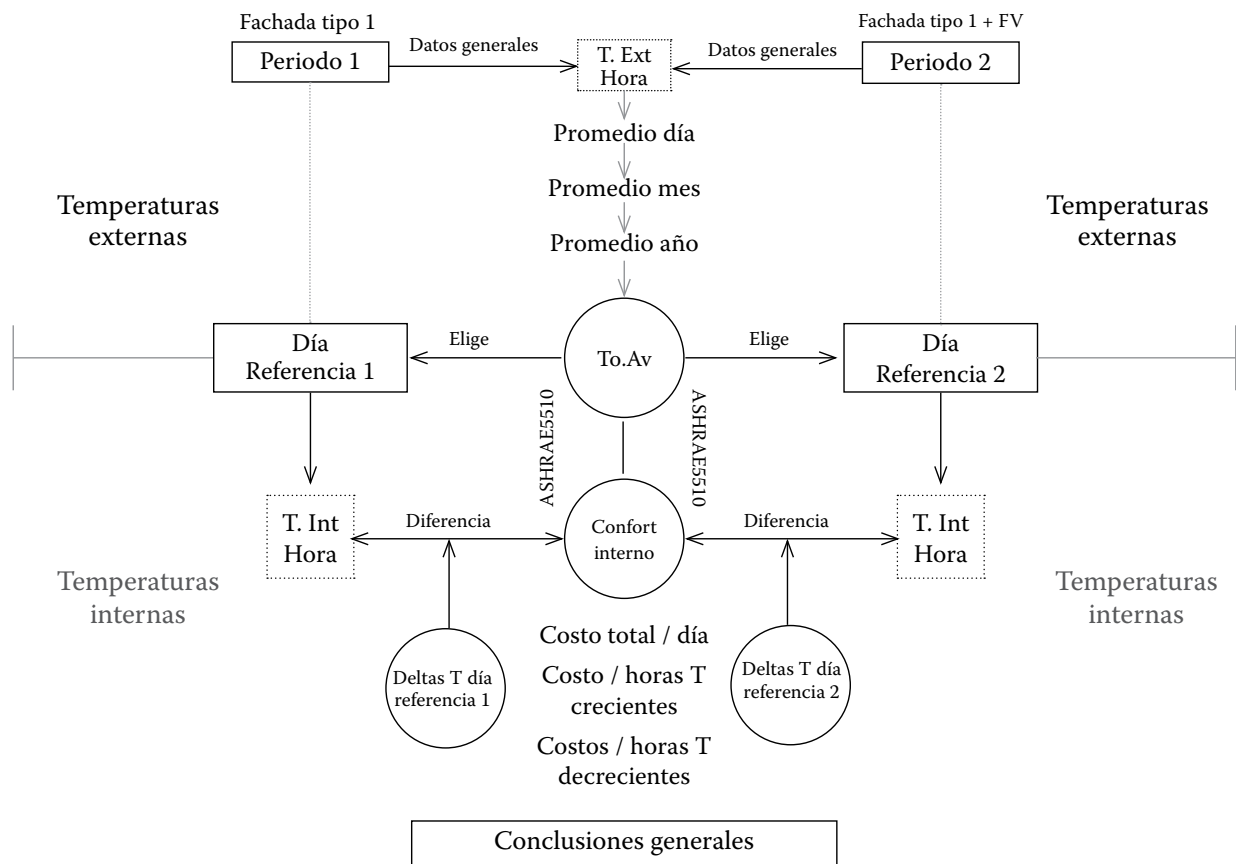 Fachada tipo 1
Fachada tipo 1 + FV
Periodo 1
Datos generales
T. Ext
Hora
Datos generales
Periodo 2
Promedio día
Promedio mes
Promedio año
Temperaturas
externas
Temperaturas
externas
Día
Referencia 1
Elige
To.Av
Elige
Día
Referencia 2
ASHRAE5510
ASHRAE5510
T. Int
Hora
Diferencia
Confort
interno
Diferencia
T. Int
Hora
Temperaturas
internas
Temperaturas
internas
Deltas T día
referencia 1
Costo total / día
Costo / horas T
crecientes
Costos / horas T
decrecientes
Deltas T día
referencia 2
Conclusiones generales